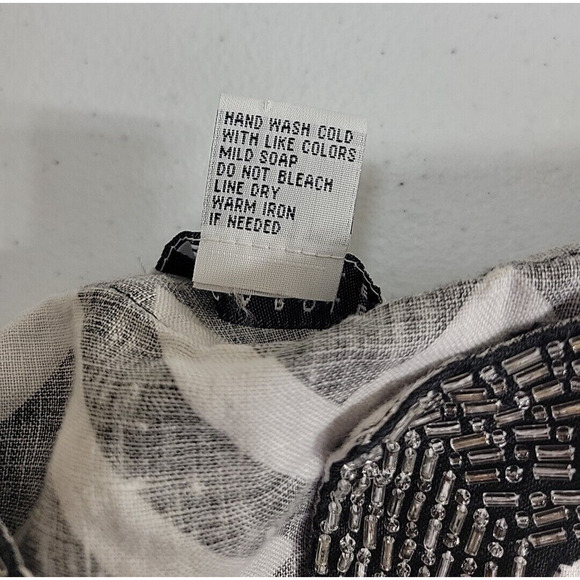 HAND WASH COLD
WITH LIKE COLORS
MILD SOAP
DO NOT BLEACH
LINE DRY
WARM IRON
IF NEEDED